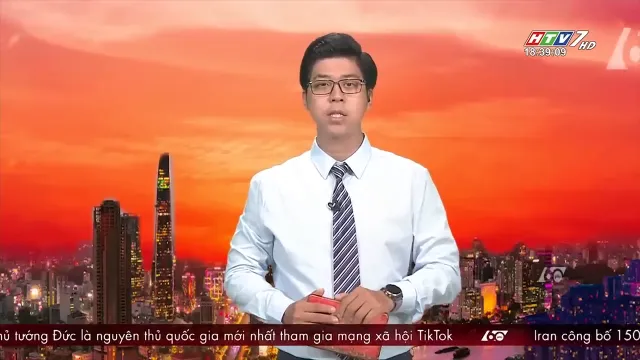 HTV7 HD
18:39:09
hủ tướng Đức là nguyên thủ quốc gia mới nhất tham gia mạng xã hội TikTok 60 Iran công bố 150